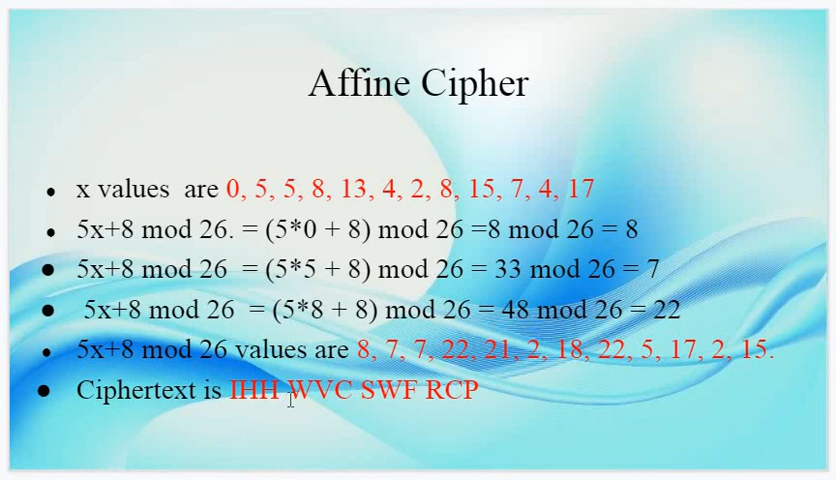 Affine Cipher
• x values are 0, 5, 5, 8, 13, 4, 2, 8, 15, 7, 4, 17
• 5x+8 mod 26. = (5*0 + 8) mod 26 =8 mod 26 = 8
• 5x+8 mod 26 = (5*5 + 8) mod 26 = 33 mod 26 = 7
• 5x+8 mod 26 = (5*8 + 8) mod 26 = 48 mod 26 = 22
• 5x+8 mod 26 values are 8, 7, 7, 22, 21, 2, 18, 22, 5, 17, 2, 15.
• Ciphertext is IHH WVC SWF RCP